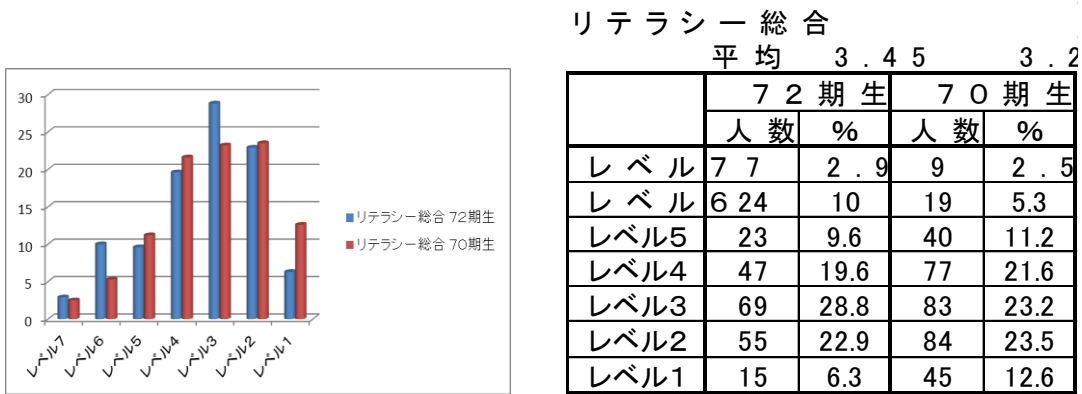 リテラシー総合
平均 3.45 3.2
72期生 70期生
人数 % 人数 %
レベル7 7 2.9 9 2.5
レベル6 24 10 19 5.3
レベル5 23 9.6 40 11.2
レベル4 47 19.6 77 21.6
レベル3 69 28.8 83 23.2
レベル2 55 22.9 84 23.5
レベル1 15 6.3 45 12.6
30
25
20
15
10
5
0
レベル7 レベル6 レベル5 レベル4 レベル3 レベル2 レベル1
リテラシー総合 72期生
リテラシー総合 70期生